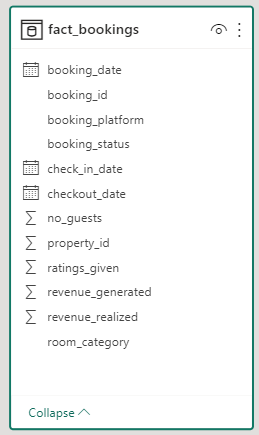 fact_bookings
booking_date
booking_id
booking_platform
booking_status
check_in_date
checkout_date
no_guests
property_id
ratings_given
revenue_generated
revenue_realized
room_category
Collapse